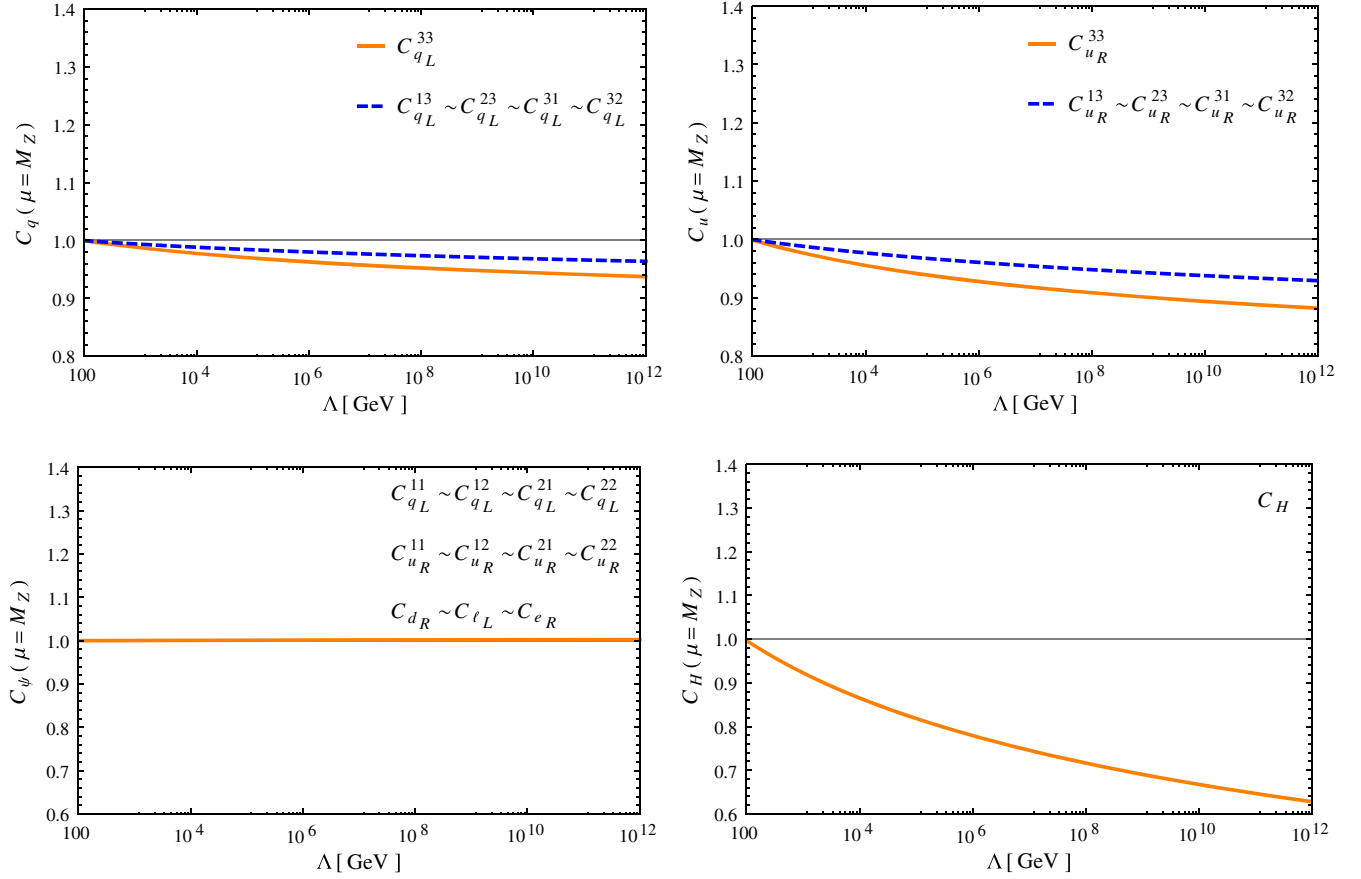 1.4
1.3
1.2
1.1
1.0
0.9
0.8
C_q ( μ = M_Z )
C_{q_L}^{33}
C_{q_L}^{13} ~ C_{q_L}^{23} ~ C_{q_L}^{31} ~ C_{q_L}^{32}
100 10^4 10^6 10^8 10^10 10^12
Λ [ GeV ]
1.4
1.3
1.2
1.1
1.0
0.9
0.8
C_u ( μ = M_Z )
C_{u_R}^{33}
C_{u_R}^{13} ~ C_{u_R}^{23} ~ C_{u_R}^{31} ~ C_{u_R}^{32}
100 10^4 10^6 10^8 10^10 10^12
Λ [ GeV ]
1.4
1.3
1.2
1.1
1.0
0.9
0.8
0.7
0.6
C_ψ ( μ = M_Z )
C_{q_L}^{11} ~ C_{q_L}^{12} ~ C_{q_L}^{21} ~ C_{q_L}^{22}
C_{u_R}^{11} ~ C_{u_R}^{12} ~ C_{u_R}^{21} ~ C_{u_R}^{22}
C_{d_R} ~ C_{ℓ_L} ~ C_{e_R}
100 10^4 10^6 10^8 10^10 10^12
Λ [ GeV ]
1.4
1.3
1.2
1.1
1.0
0.9
0.8
0.7
0.6
C_H ( μ = M_Z )
C_H
100 10^4 10^6 10^8 10^10 10^12
Λ [ GeV ]